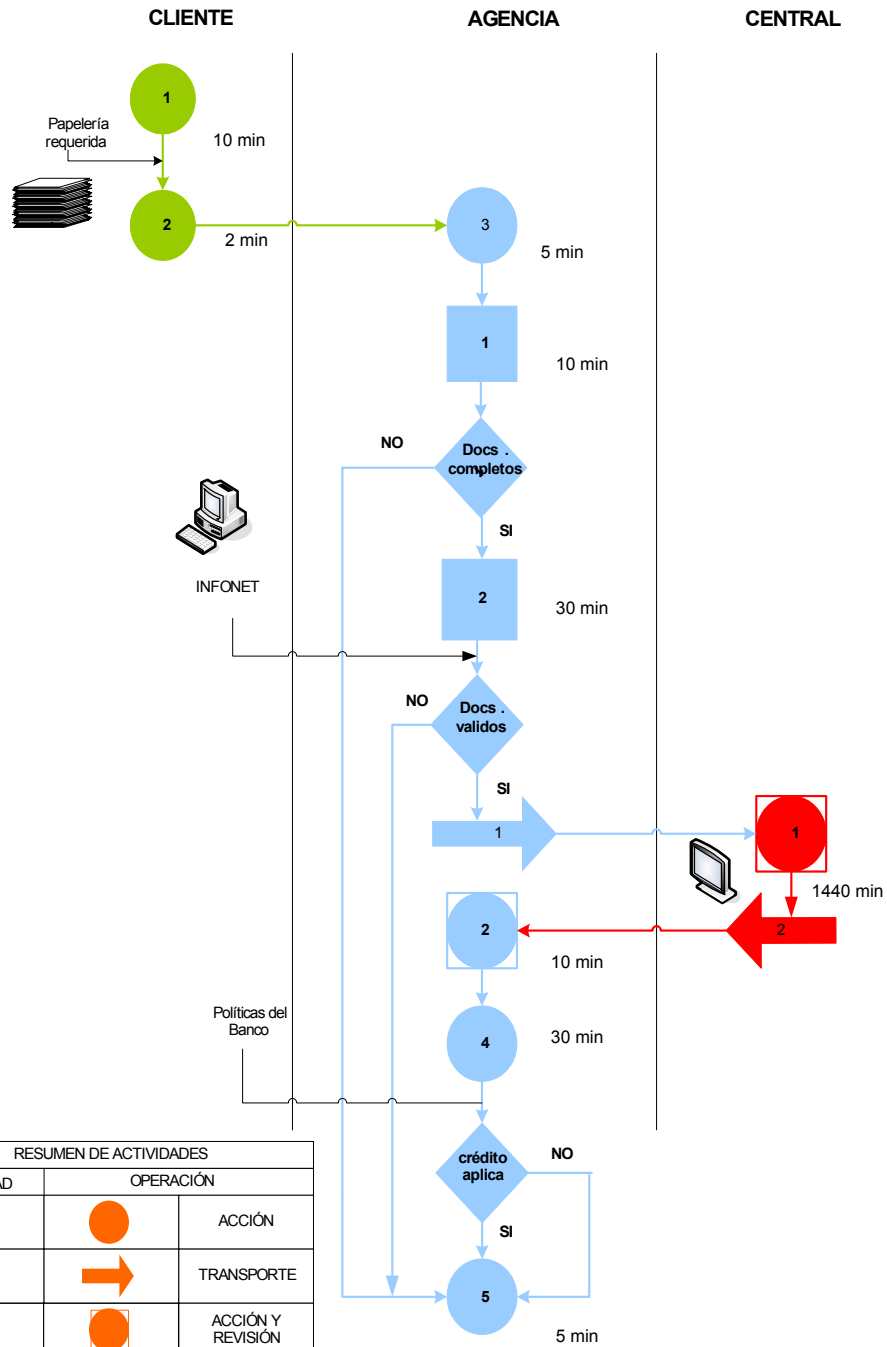 CLIENTE
AGENCIA
CENTRAL
1
Papelería
requerida
10 min
2
2 min
3
5 min
1
10 min
NO
Docs .
completos
SI
INFONET
2
30 min
NO
Docs .
validos
SI
1
1
1440 min
2
2
10 min
Políticas del
Banco
4
30 min
crédito
aplica
NO
SI
5
5 min
RESUMEN DE ACTIVIDADES
OPERACIÓN
ACCIÓN
TRANSPORTE
ACCIÓN Y
REVISIÓN